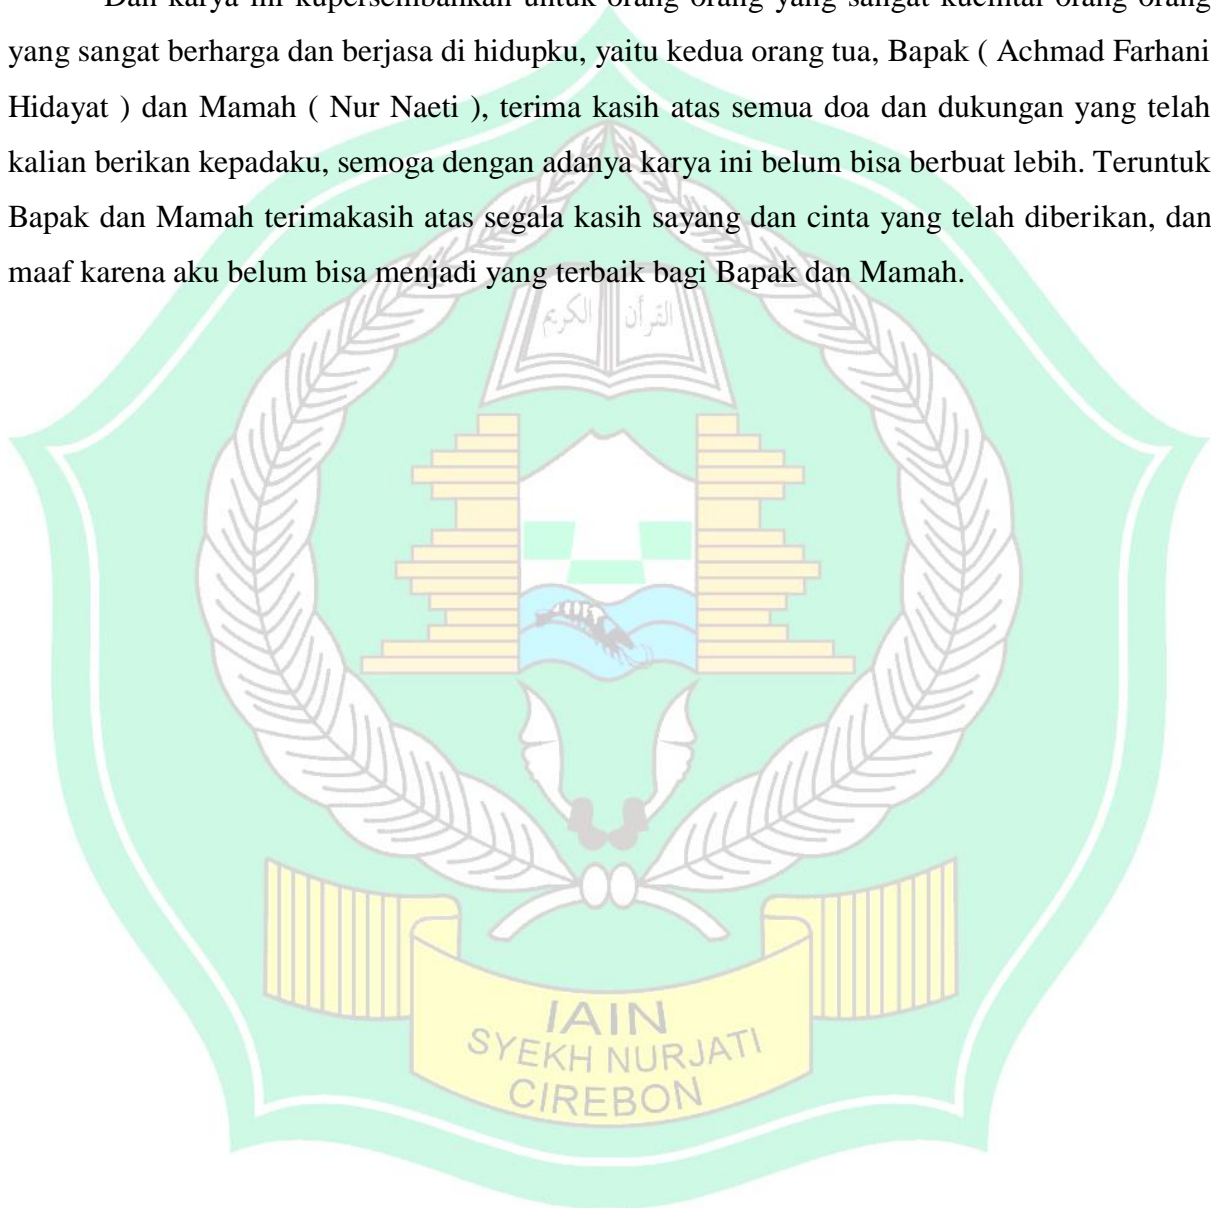 Dan karya ini kupersembahkan untuk orang-orang yang sangat kucintai orang-orang
yang sangat berharga dan berjasa di hidupku, yaitu kedua orang tua, Bapak ( Achmad Farhani
Hidayat ) dan Mamah ( Nur Naeti ), terima kasih atas semua doa dan dukungan yang telah
kalian berikan kepadaku, semoga dengan adanya karya ini belum bisa berbuat lebih. Teruntuk
Bapak dan Mamah terimakasih atas segala kasih sayang dan cinta yang telah diberikan, dan
maaf karena aku belum bisa menjadi yang terbaik bagi Bapak dan Mamah.
القرآن الكريم
IAIN
SYEKH NURJATI
CIREBON